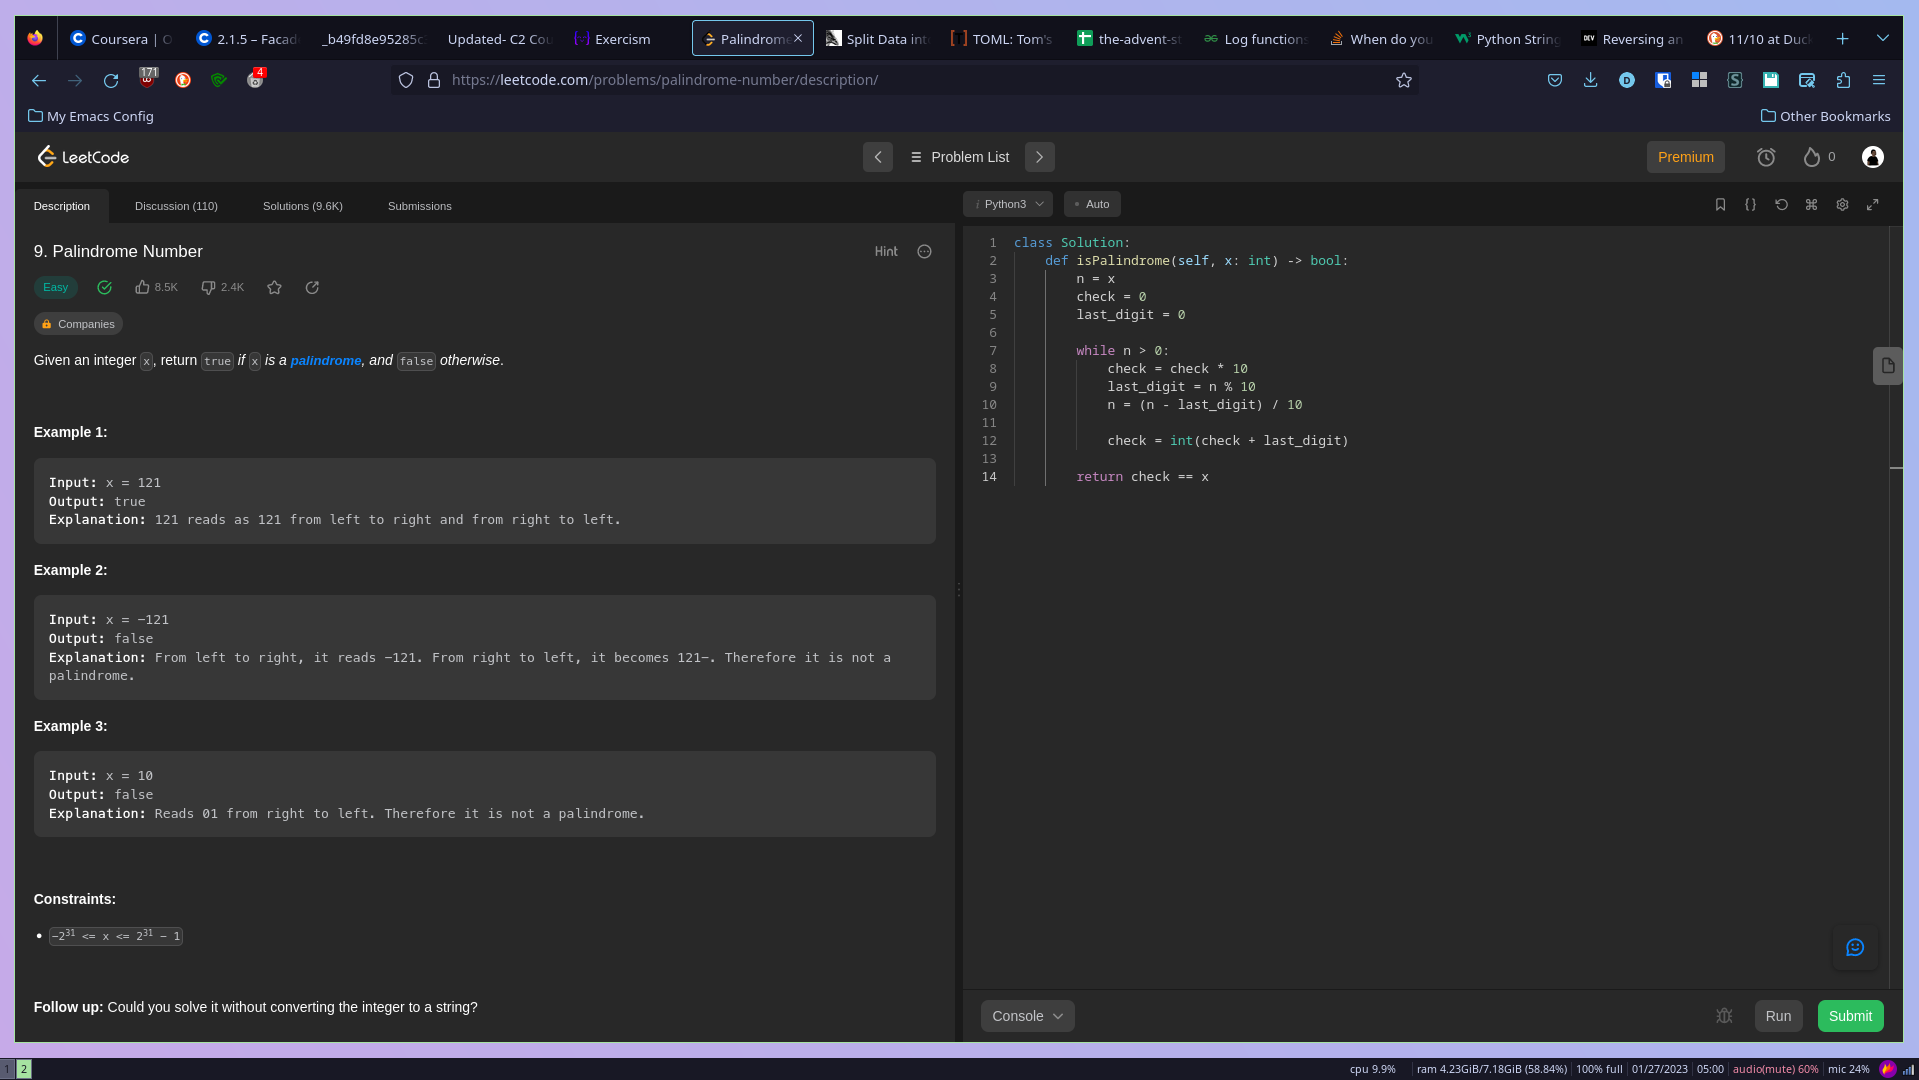 Coursera | O
2.1.5 – Facade
_b49fd8e95285c
Updated- C2 Cou
Exercism
Palindrome
Split Data into
TOML: Tom's
the-advent-st
Log functions
When do you
Python String
DEV
Reversing an
11/10 at Duck
171
4
https://leetcode.com/problems/palindrome-number/description/
My Emacs Config
Other Bookmarks
LeetCode
Problem List
Premium
0
Description
Discussion (110)
Solutions (9.6K)
Submissions
9. Palindrome Number
Hint
Easy
8.5K
2.4K
Companies
Given an integer x, return true if x is a palindrome, and false otherwise.
Example 1:
Input: x = 121
Output: true
Explanation: 121 reads as 121 from left to right and from right to left.
Example 2:
Input: x = -121
Output: false
Explanation: From left to right, it reads -121. From right to left, it becomes 121-. Therefore it is not a
palindrome.
Example 3:
Input: x = 10
Output: false
Explanation: Reads 01 from right to left. Therefore it is not a palindrome.
Constraints:
• -2^31 <= x <= 2^31 - 1
Follow up: Could you solve it without converting the integer to a string?
i Python3
• Auto
1 class Solution:
2     def isPalindrome(self, x: int) -> bool:
3         n = x
4         check = 0
5         last_digit = 0
6
7         while n > 0:
8             check = check * 10
9             last_digit = n % 10
10             n = (n - last_digit) / 10
11
12             check = int(check + last_digit)
13
14         return check == x
Console
Run
Submit
1 2
cpu 9.9%
ram 4.23GiB/7.18GiB (58.84%)
100% full
01/27/2023
05:00
audio(mute) 60%
mic 24%